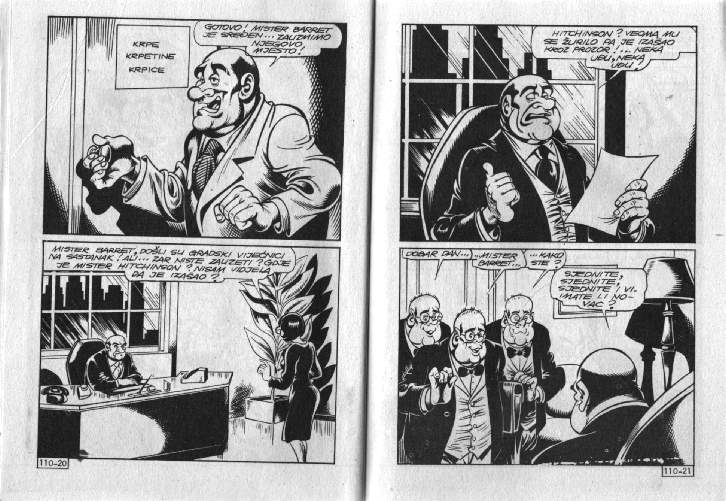 KRPE
KRPETINE
KRPICE
GOTOVO! MISTER BARRET
JE SREĐEN... ZAUZMIMO
NJEGOVO
MJESTO!
MISTER BARRET, DOŠLI SU GRADSKI VIJEĆNICI
NA SASTANAK! ALI... ZAR NISTE ZAUZETI? GDJE
JE MISTER HITCHINSON? NISAM VIDJELA
DA JE IZAŠAO?
110-20
HITCHINSON? VEOMA MU
SE ŽURILO PA JE IZAŠAO
KROZ PROZOR!... NEKA
UĐU, NEKA
UĐU!
DOBAR DAN...
...MISTER
BARRET...
...KAKO
STE?
SJEDNITE,
SJEDNITE,
SJEDNITE! VI
IMATE LI NO-
VAC?
110-21